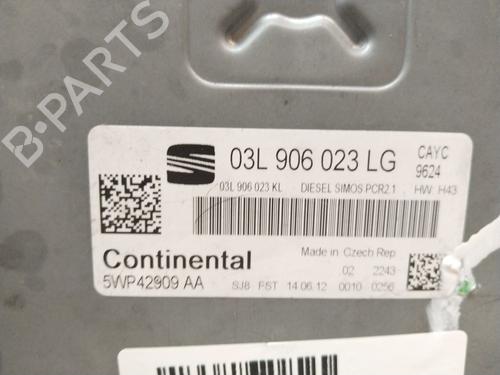 B-PARTS
03L 906 023 LG
CAYC
9624
03L 906 023 KL DIESEL SIMOS PCR2.1 HW: H43
Continental
Made in Czech Rep
02 2243
5WP42909 AA
SJ8 FST 14.06.12 0010 0256